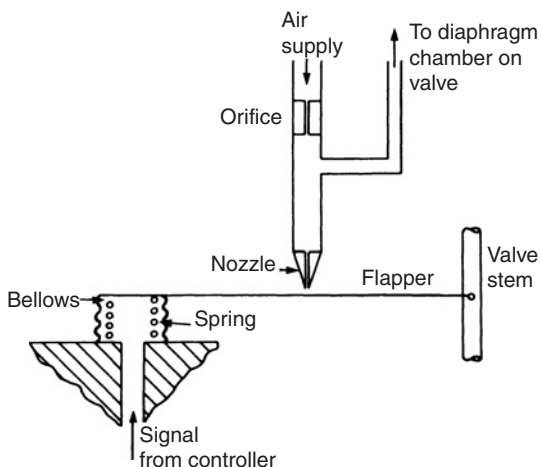 Air
supply
To diaphragm
chamber on
valve
Orifice
Nozzle
Flapper
Valve
stem
Bellows
Spring
Signal
from controller